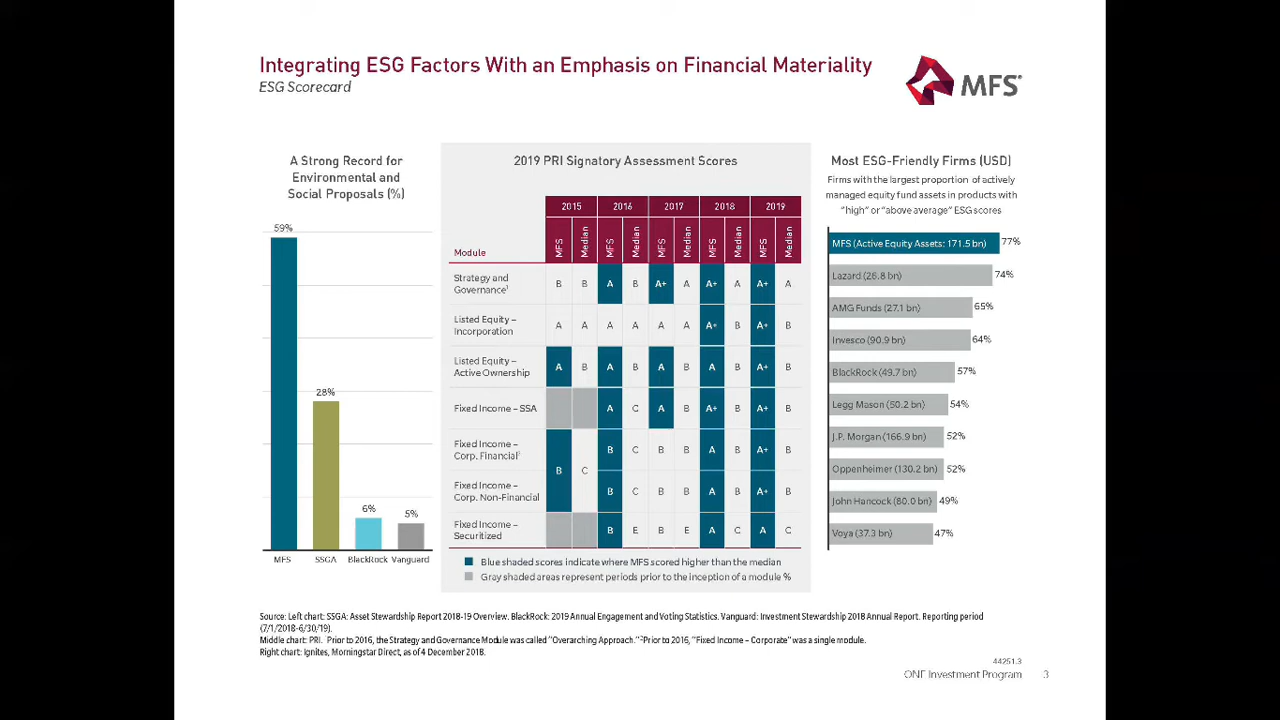 Integrating ESG Factors With an Emphasis on Financial Materiality
ESG Scorecard
MFS®
A Strong Record for
Environmental and
Social Proposals (%)
59%
28%
6%
5%
MFS SSGA BlackRock Vanguard
2019 PRI Signatory Assessment Scores
2015 2016 2017 2018 2019
Module MFS Median MFS Median MFS Median MFS Median MFS Median
Strategy and
Governance¹ B B A B A+ A A+ A A+ A
Listed Equity –
Incorporation A A A A A A A+ B A+ B
Listed Equity –
Active Ownership A B A B A B A B A+ B
Fixed Income – SSA A C A B A+ B A+ B
Fixed Income –
Corp. Financial² B C B C B B A B A+ B
Fixed Income –
Corp. Non-Financial B C B B A B A+ B
Fixed Income –
Securitized B E B E A C A C
Blue shaded scores indicate where MFS scored higher than the median
Gray shaded areas represent periods prior to the inception of a module %
Most ESG-Friendly Firms (USD)
Firms with the largest proportion of actively
managed equity fund assets in products with
“high” or “above average” ESG scores
MFS (Active Equity Assets: 171.5 bn) 77%
Lazard (26.8 bn) 74%
AMG Funds (27.1 bn) 65%
Invesco (90.9 bn) 64%
BlackRock (49.7 bn) 57%
Legg Mason (50.2 bn) 54%
J.P. Morgan (166.9 bn) 52%
Oppenheimer (130.2 bn) 52%
John Hancock (80.0 bn) 49%
Voya (37.3 bn) 47%
Source: Left chart: SSGA: Asset Stewardship Report 2018-19 Overview. BlackRock: 2019 Annual Engagement and Voting Statistics. Vanguard: Investment Stewardship 2018 Annual Report. Reporting period
(7/1/2018-6/30/19).
Middle chart: PRI. Prior to 2016, the Strategy and Governance Module was called “Overarching Approach.” ²Prior to 2016, “Fixed Income – Corporate” was a single module.
Right chart: Ignites, Morningstar Direct, as of 4 December 2018.
44251.3
ONE Investment Program 3